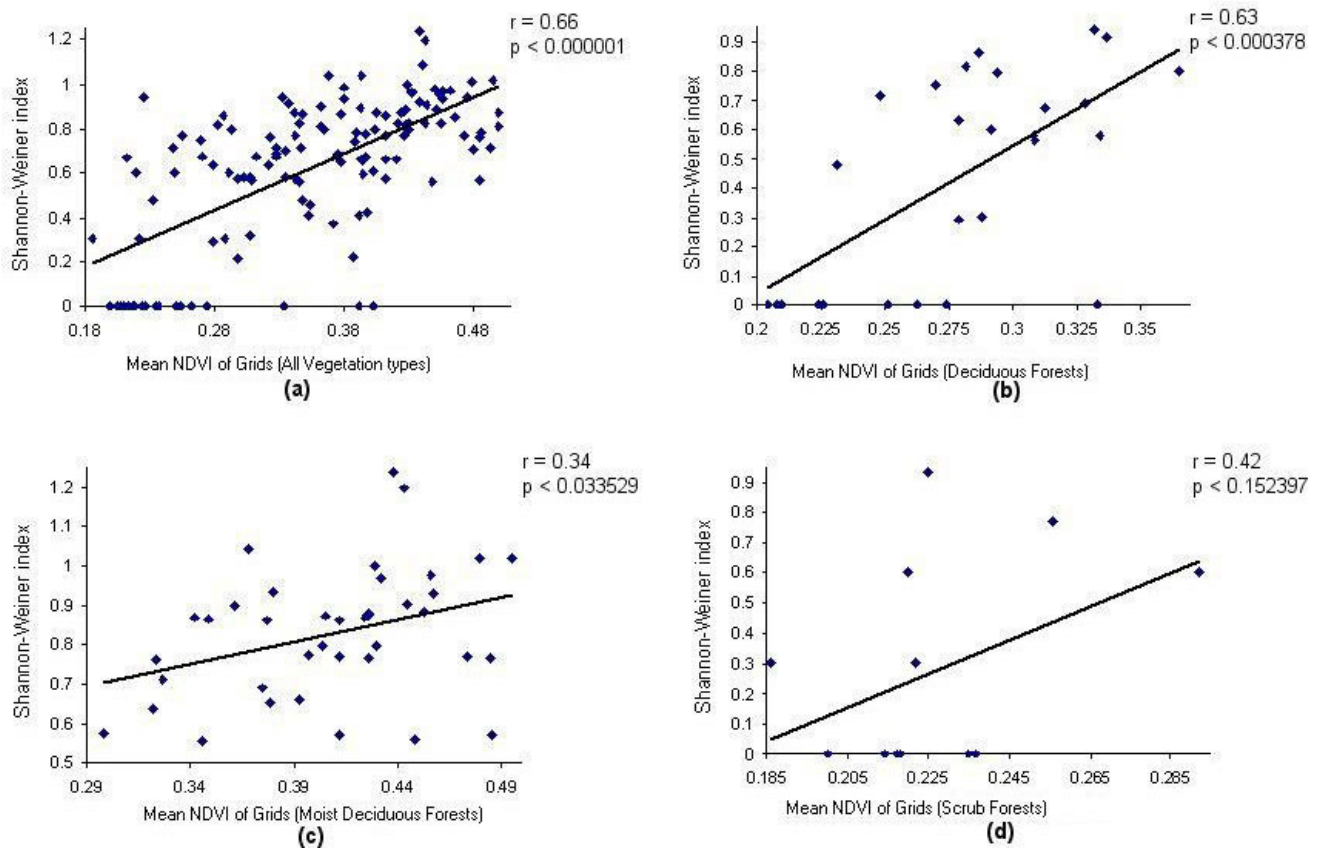 r = 0.66
p < 0.000001
1.2
1
0.8
0.6
0.4
0.2
0
Shannon-Weiner index
0.18 0.28 0.38 0.48
Mean NDVI of Grids (All Vegetation types)
(a)
r = 0.63
p < 0.000378
0.9
0.8
0.7
0.6
0.5
0.4
0.3
0.2
0.1
0
Shannon-Weiner index
0.2 0.225 0.25 0.275 0.3 0.325 0.35
Mean NDVI of Grids (Deciduous Forests)
(b)
r = 0.34
p < 0.033529
1.2
1.1
1
0.9
0.8
0.7
0.6
0.5
Shannon-Weiner index
0.29 0.34 0.39 0.44 0.49
Mean NDVI of Grids (Moist Deciduous Forests)
(c)
r = 0.42
p < 0.152397
0.9
0.8
0.7
0.6
0.5
0.4
0.3
0.2
0.1
0
Shannon-Weiner index
0.185 0.205 0.225 0.245 0.265 0.285
Mean NDVI of Grids (Scrub Forests)
(d)